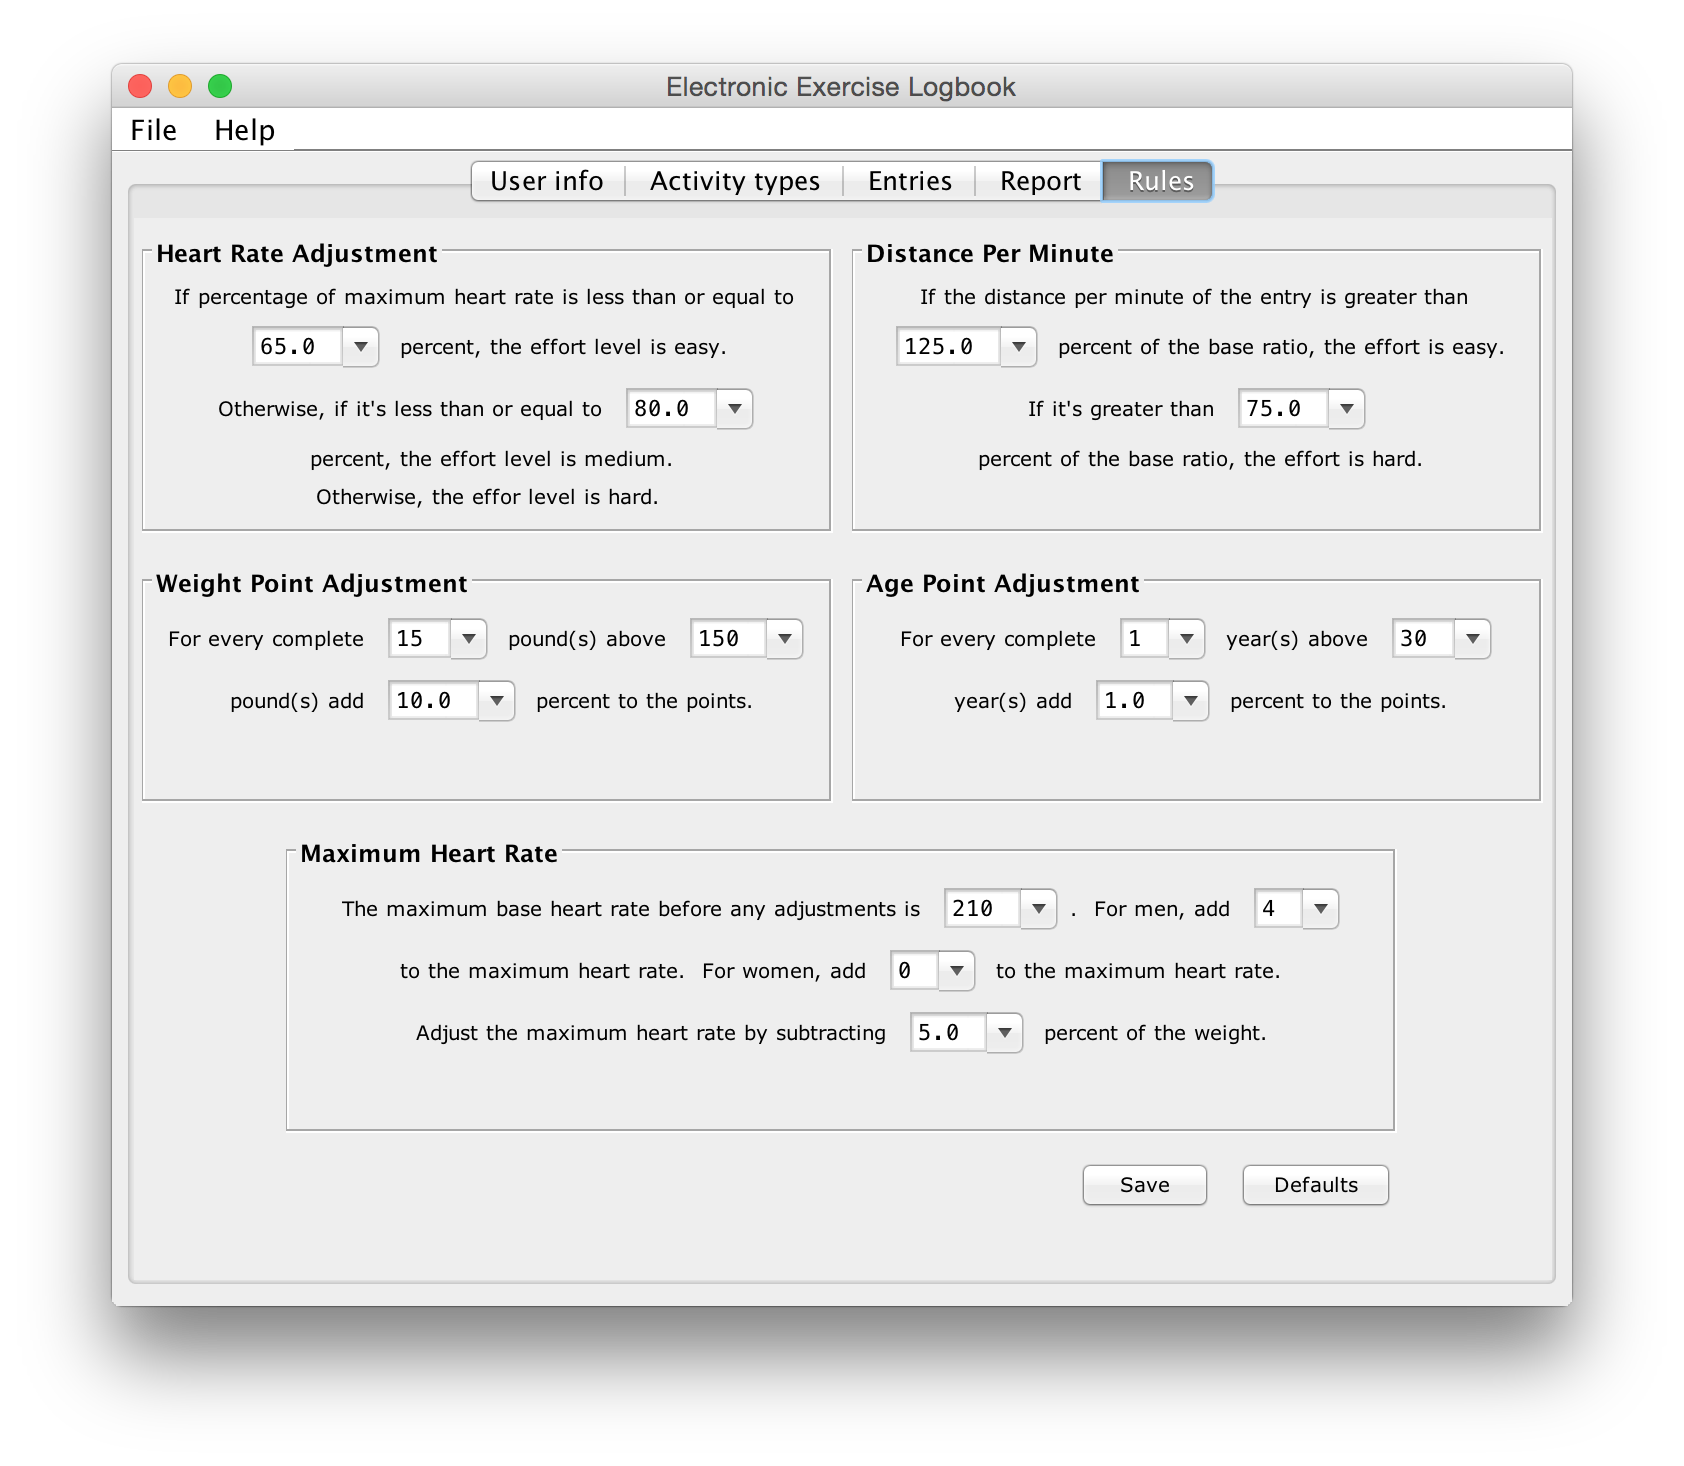 Electronic Exercise Logbook
File Help
User info Activity types Entries Report Rules
Heart Rate Adjustment
If percentage of maximum heart rate is less than or equal to
65.0 percent, the effort level is easy.
Otherwise, if it's less than or equal to 80.0
percent, the effort level is medium.
Otherwise, the effor level is hard.
Distance Per Minute
If the distance per minute of the entry is greater than
125.0 percent of the base ratio, the effort is easy.
If it's greater than 75.0
percent of the base ratio, the effort is hard.
Weight Point Adjustment
For every complete 15 pound(s) above 150
pound(s) add 10.0 percent to the points.
Age Point Adjustment
For every complete 1 year(s) above 30
year(s) add 1.0 percent to the points.
Maximum Heart Rate
The maximum base heart rate before any adjustments is 210 . For men, add 4
to the maximum heart rate. For women, add 0 to the maximum heart rate.
Adjust the maximum heart rate by subtracting 5.0 percent of the weight.
Save Defaults